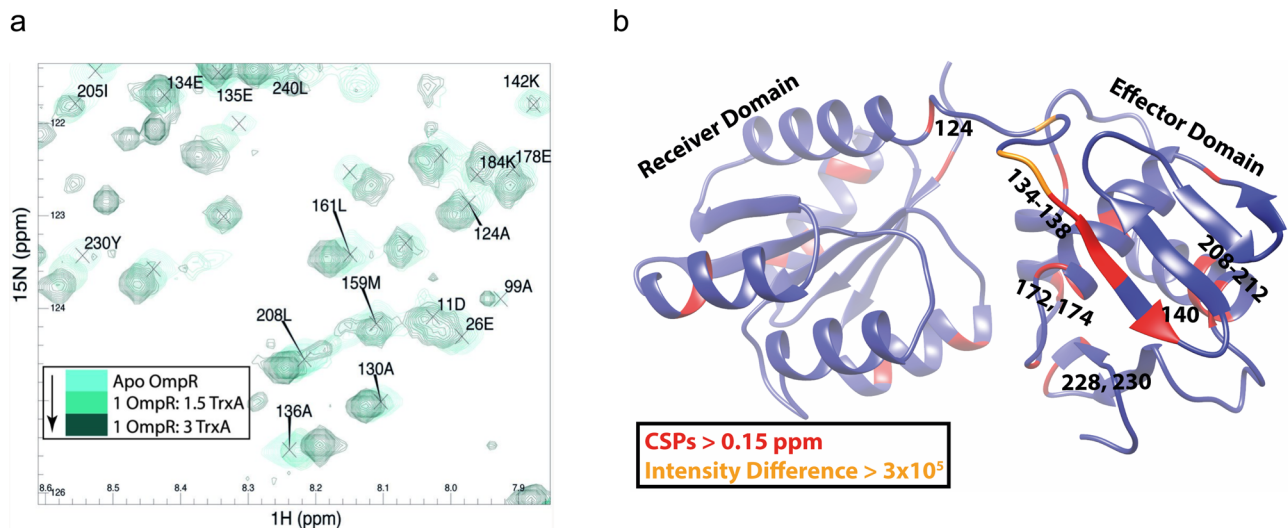 a
205I
134E
135E
240L
142K
184K
178E
161L
124A
230Y
159M
11D
99A
26E
208L
130A
136A
122
123
124
126
15N (ppm)
Apo OmpR
1 OmpR: 1.5 TrxA
1 OmpR: 3 TrxA
8.6 8.5 8.4 8.3 8.2 8.1 8.0 7.9
1H (ppm)
b
Receiver Domain
Effector Domain
124
134-138
208-212
172, 174
140
228, 230
CSPs > 0.15 ppm
Intensity Difference > 3x10⁵